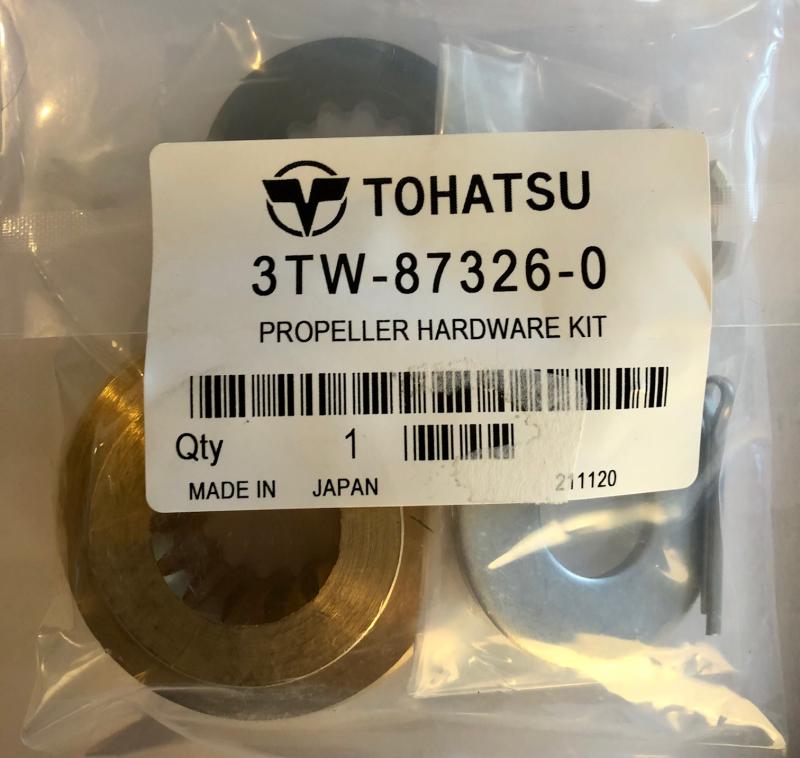 TOHATSU
3TW-87326-0
PROPELLER HARDWARE KIT
Qty 1
MADE IN JAPAN 211120